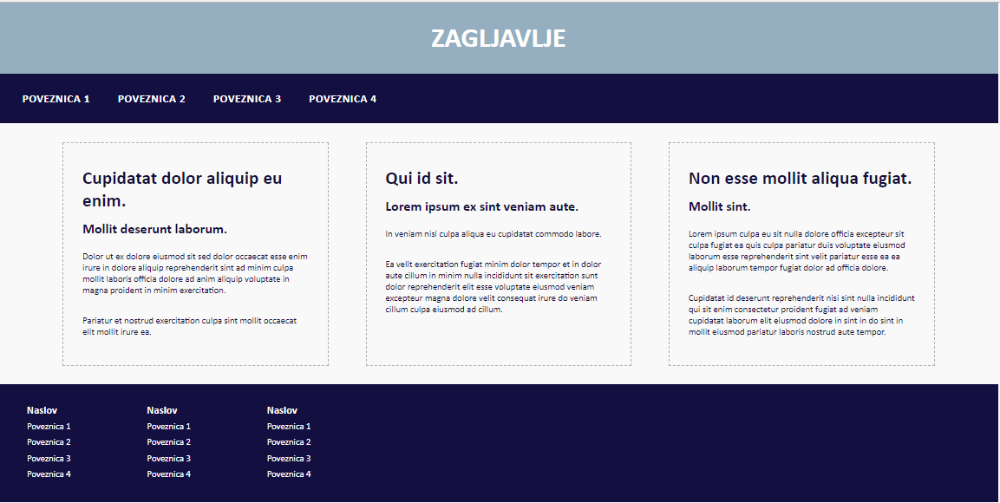 ZAGLJAVLJE
POVEZNICA 1 POVEZNICA 2 POVEZNICA 3 POVEZNICA 4
Cupidatat dolor aliquip eu
enim.
Mollit deserunt laborum.
Dolor ut ex dolore eiusmod sit sed dolor occaecat esse enim
irure in dolore aliquip reprehenderit sint ad minim culpa
mollit laboris officia dolore ad anim aliquip voluptate in
magna proident in minim exercitation.
Pariatur et nostrud exercitation culpa sint mollit occaecat
elit mollit irure ea.
Qui id sit.
Lorem ipsum ex sint veniam aute.
In veniam nisi culpa aliqua eu cupidatat commodo labore.
Ea velit exercitation fugiat minim dolor tempor et in dolor
aute cillum in minim nulla incididunt sit exercitation sunt
dolor reprehenderit elit esse voluptate eiusmod veniam
excepteur magna dolore velit consequat irure do veniam
cillum culpa eiusmod ad cillum.
Non esse mollit aliqua fugiat.
Mollit sint.
Lorem ipsum culpa eu sit nulla dolore officia excepteur sit
culpa fugiat ea quis culpa pariatur duis voluptate eiusmod
laborum esse reprehenderit sint velit pariatur esse ea ea
aliquip laborum tempor fugiat dolor ad officia dolore.
Cupidatat id deserunt reprehenderit nisi sint nulla incididunt
qui sit enim consectetur proident fugiat ad veniam
cupidatat laborum elit eiusmod dolore in sint in do sint in
mollit eiusmod pariatur laboris nostrud aute tempor.
Naslov
Poveznica 1
Poveznica 2
Poveznica 3
Poveznica 4
Naslov
Poveznica 1
Poveznica 2
Poveznica 3
Poveznica 4
Naslov
Poveznica 1
Poveznica 2
Poveznica 3
Poveznica 4